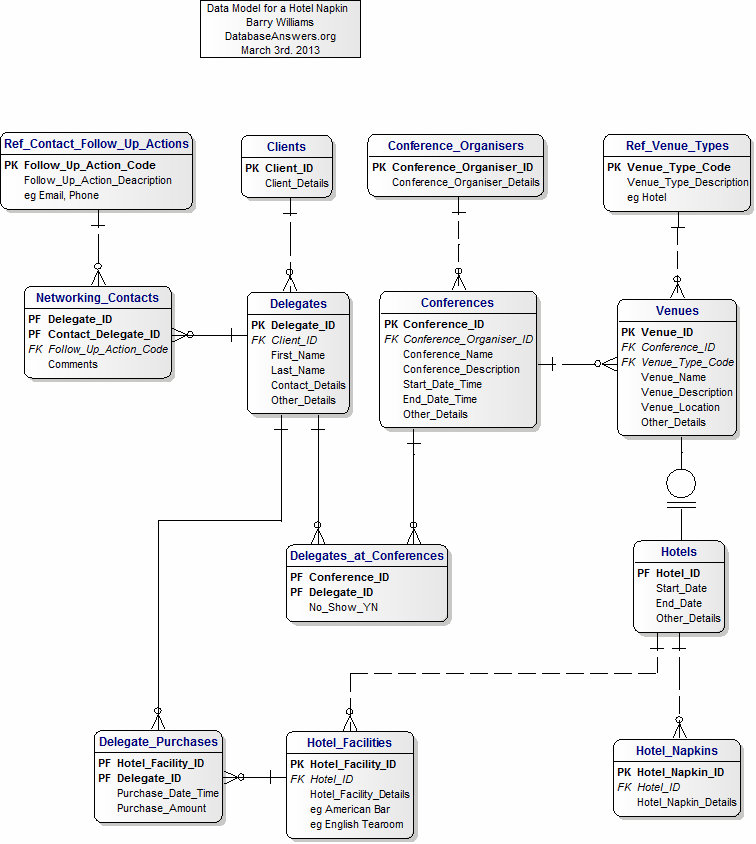 Data Model for a Hotel Napkin
Barry Williams
DatabaseAnswers.org
March 3rd. 2013
Ref_Contact_Follow_Up_Actions
PK Follow_Up_Action_Code
Follow_Up_Action_Deacription
eg Email, Phone
Clients
PK Client_ID
Client_Details
Conference_Organisers
PK Conference_Organiser_ID
Conference_Organiser_Details
Ref_Venue_Types
PK Venue_Type_Code
Venue_Type_Description
eg Hotel
Networking_Contacts
PF Delegate_ID
PF Contact_Delegate_ID
FK Follow_Up_Action_Code
Comments
Delegates
PK Delegate_ID
FK Client_ID
First_Name
Last_Name
Contact_Details
Other_Details
Conferences
PK Conference_ID
FK Conference_Organiser_ID
Conference_Name
Conference_Description
Start_Date_Time
End_Date_Time
Other_Details
Venues
PK Venue_ID
FK Conference_ID
FK Venue_Type_Code
Venue_Name
Venue_Description
Venue_Location
Other_Details
Delegates_at_Conferences
PF Conference_ID
PF Delegate_ID
No_Show_YN
Hotels
PF Hotel_ID
Start_Date
End_Date
Other_Details
Delegate_Purchases
PF Hotel_Facility_ID
PF Delegate_ID
Purchase_Date_Time
Purchase_Amount
Hotel_Facilities
PK Hotel_Facility_ID
FK Hotel_ID
Hotel_Facility_Details
eg American Bar
eg English Tearoom
Hotel_Napkins
PK Hotel_Napkin_ID
FK Hotel_ID
Hotel_Napkin_Details